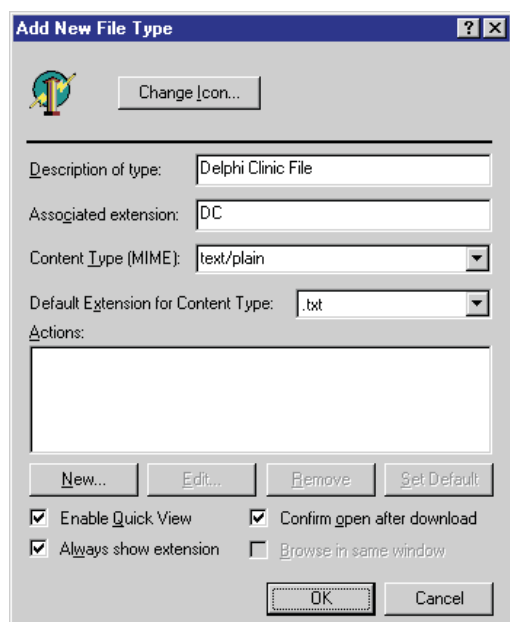 Add New File Type
Change Icon...
Description of type: Delphi Clinic File
Associated extension: DC
Content Type (MIME): text/plain
Default Extension for Content Type: .txt
Actions:
New... Edit... Remove Set Default
Enable Quick View Confirm open after download
Always show extension Browse in same window
OK Cancel